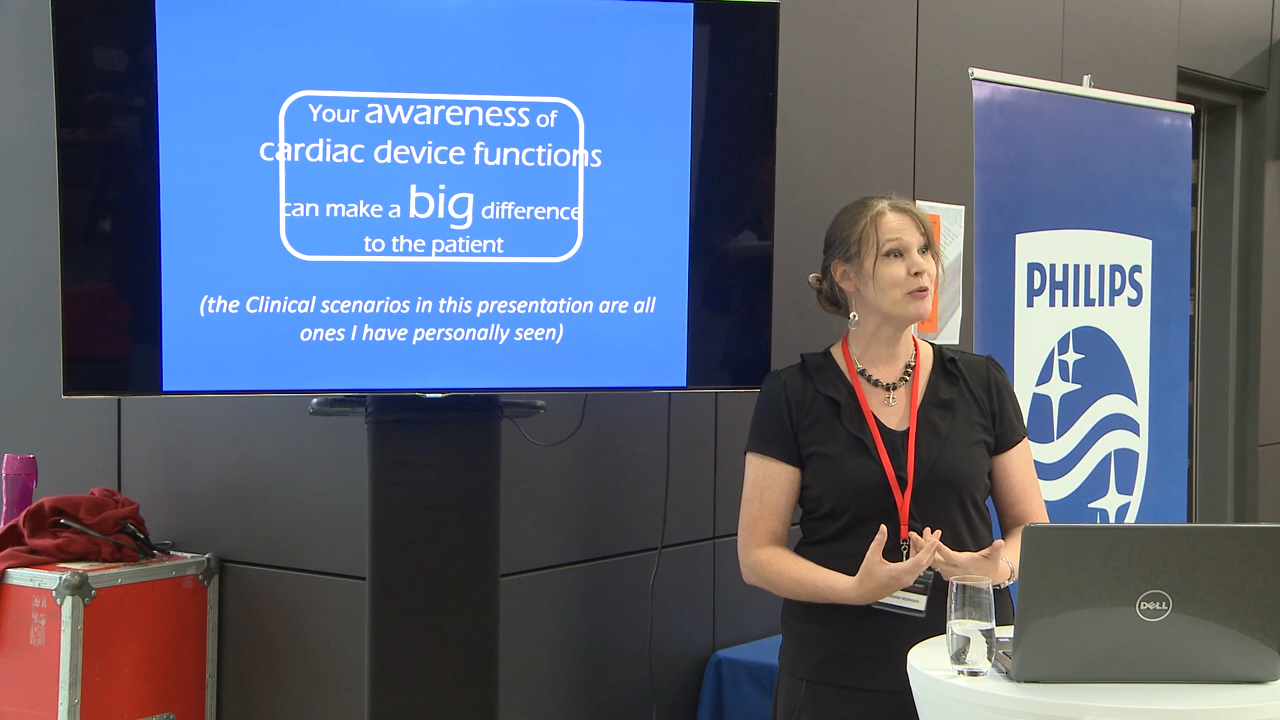 Your awareness of
cardiac device functions
can make a big difference
to the patient
(the Clinical scenarios in this presentation are all
ones I have personally seen)
PHILIPS
DELL